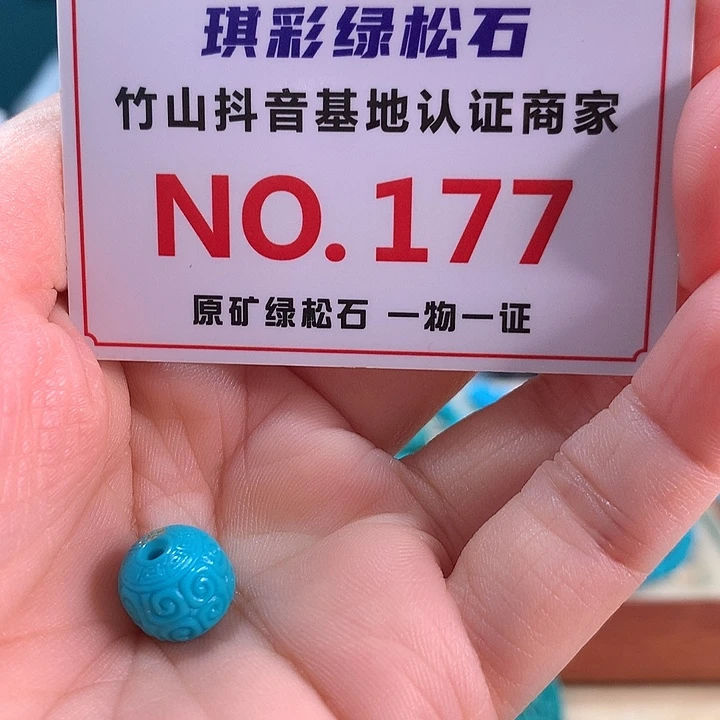 琪彩绿松石
竹山抖音基地认证商家
NO.177
原矿绿松石 一物一证